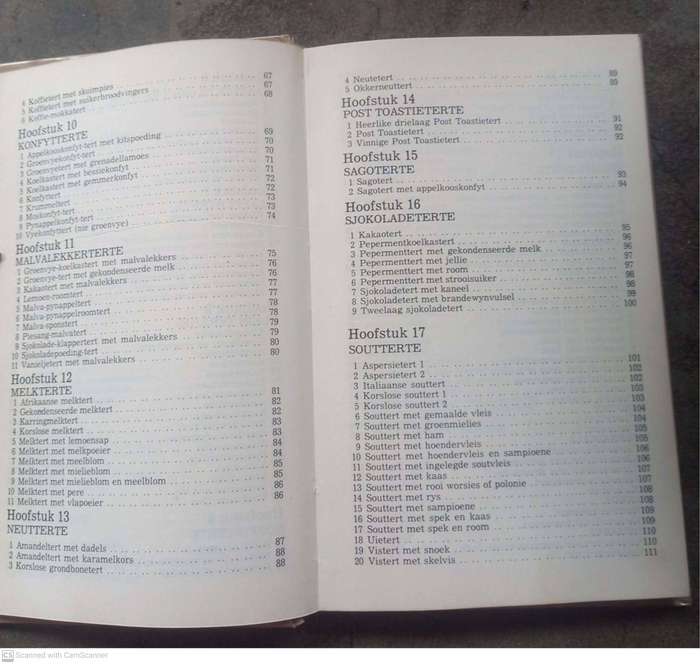 4 Koffietert met skuimpies 67
5 Koffietert met suikerbroodvingers 67
6 Koffie-mokkatert 68
Hoofstuk 10
KONFYTTERTE
1 Appelkooskonfyt-tert met kitspoeding 69
2 Groenvyekonfyt-tert 70
3 Groenvyetert met grenadellamoes 70
4 Koelkastert met bessiekonfyt 71
5 Koelkastert met gemmerkonfyt 71
6 Konfyttert 72
7 Krummeltert 72
8 Moskonfyt-tert 73
9 Pynappelkonfyt-tert 73
10 Vyekonfyttert (nie groenvye) 74
Hoofstuk 11
MALVALEKKERTERTE
1 Groenvye-koelkastert met malvalekkers 75
2 Groenvye-tert met gekondenseerde melk 76
3 Kakaotert met malvalekkers 76
4 Lemoen-roomtert 77
5 Malva-pynappeltert 77
6 Malva-pynappelroomtert 78
7 Malva-sponstert 78
8 Piesang-malvatert 79
9 Sjokolade-klappertert met malvalekkers 79
10 Sjokoladepoeding-tert 80
11 Vanieljetert met malvalekkers 80
Hoofstuk 12
MELKTERTE
1 Afrikaanse melktert 81
2 Gekondenseerde melktert 82
3 Karringmelktert 82
4 Korslose melktert 83
5 Melktert met lemoensap 83
6 Melktert met melkpoeier 84
7 Melktert met meelblom 84
8 Melktert met mielieblom 85
9 Melktert met mielieblom en meelblom 85
10 Melktert met pere 86
11 Melktert met vlapoeier 86
Hoofstuk 13
NEUTTERTE
1 Amandeltert met dadels 87
2 Amandeltert met karamelkors 88
3 Korslose grondbonetert 88
4 Neutetert 89
5 Okkerneuttert 89
Hoofstuk 14
POST TOASTIETERTE
1 Heerlike drielaag Post Toastietert 91
2 Post Toastietert 92
3 Vinnige Post Toastietert 92
Hoofstuk 15
SAGOTERTE
1 Sagotert 93
2 Sagotert met appelkooskonfyt 94
Hoofstuk 16
SJOKOLADETERTE
1 Kakaotert 95
2 Pepermentkoelkastert 96
3 Pepermenttert met gekondenseerde melk 96
4 Pepermenttert met jellie 97
5 Pepermenttert met room 97
6 Pepermenttert met strooisuiker 98
7 Sjokoladetert met kaneel 98
8 Sjokoladetert met brandewynvulsel 99
9 Tweelaag sjokoladetert 100
Hoofstuk 17
SOUTTERTE
1 Aspersietert 1 101
2 Aspersietert 2 102
3 Italiaanse souttert 102
4 Korslose souttert 1 103
5 Korslose souttert 2 103
6 Souttert met gemaalde vleis 104
7 Souttert met groenmielies 104
8 Souttert met ham 105
9 Souttert met hoendervleis 105
10 Souttert met hoendervleis en sampioene 106
11 Souttert met ingelegde soutvleis 106
12 Souttert met kaas 107
13 Souttert met rooi worsies of polonie 107
14 Souttert met rys 108
15 Souttert met sampioene 108
16 Souttert met spek en kaas 109
17 Souttert met spek en room 109
18 Uietert 110
19 Vistert met snoek 110
20 Vistert met skelvis 111
CS Scanned with CamScanner